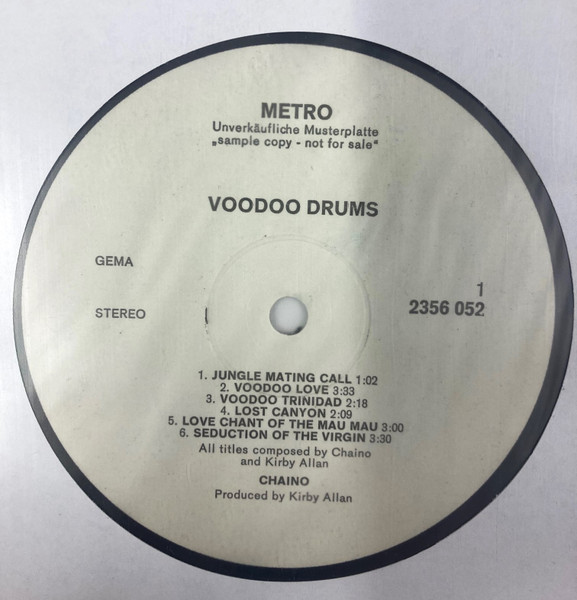 METRO
Unverkäufliche Musterplatte
„sample copy - not for sale“
VOODOO DRUMS
GEMA
1
STEREO
2356 052
1. JUNGLE MATING CALL 1:02
2. VOODOO LOVE 3:33
3. VOODOO TRINIDAD 2:18
4. LOST CANYON 2:09
5. LOVE CHANT OF THE MAU MAU 3:00
6. SEDUCTION OF THE VIRGIN 3:30
All titles composed by Chaino
and Kirby Allan
CHAINO
Produced by Kirby Allan